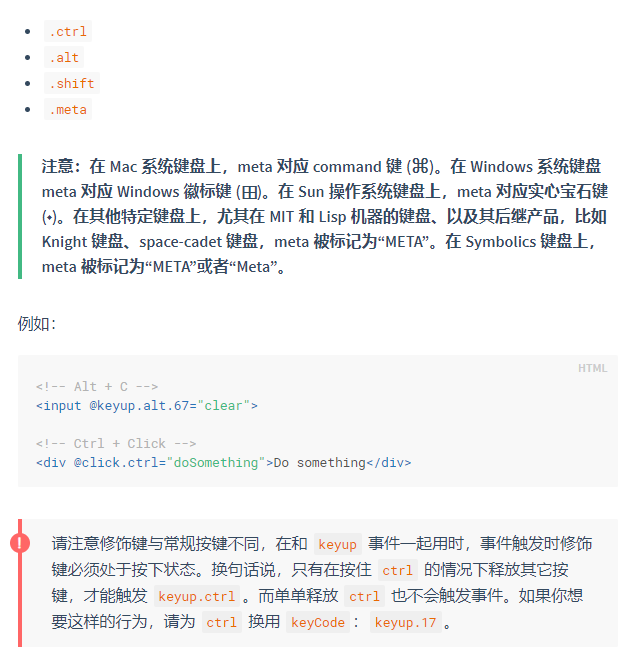 .ctrl
.alt
.shift
.meta
注意：在 Mac 系统键盘上，meta 对应 command 键 (⌘)。在 Windows 系统键盘
meta 对应 Windows 徽标键 (⊞)。在 Sun 操作系统键盘上，meta 对应实心宝石键
(◆)。在其他特定键盘上，尤其在 MIT 和 Lisp 机器的键盘、以及其后继产品，比如
Knight 键盘、space-cadet 键盘，meta 被标记为“META”。在 Symbolics 键盘上，
meta 被标记为“META”或者“Meta”。
例如：
HTML
<!-- Alt + C -->
<input @keyup.alt.67="clear">
<!-- Ctrl + Click -->
<div @click.ctrl="doSomething">Do something</div>
!
请注意修饰键与常规按键不同，在和 keyup 事件一起用时，事件触发时修饰
键必须处于按下状态。换句话说，只有在按住 ctrl 的情况下释放其它按
键，才能触发 keyup.ctrl。而单单释放 ctrl 也不会触发事件。如果你想
要这样的行为，请为 ctrl 换用 keyCode：keyup.17。